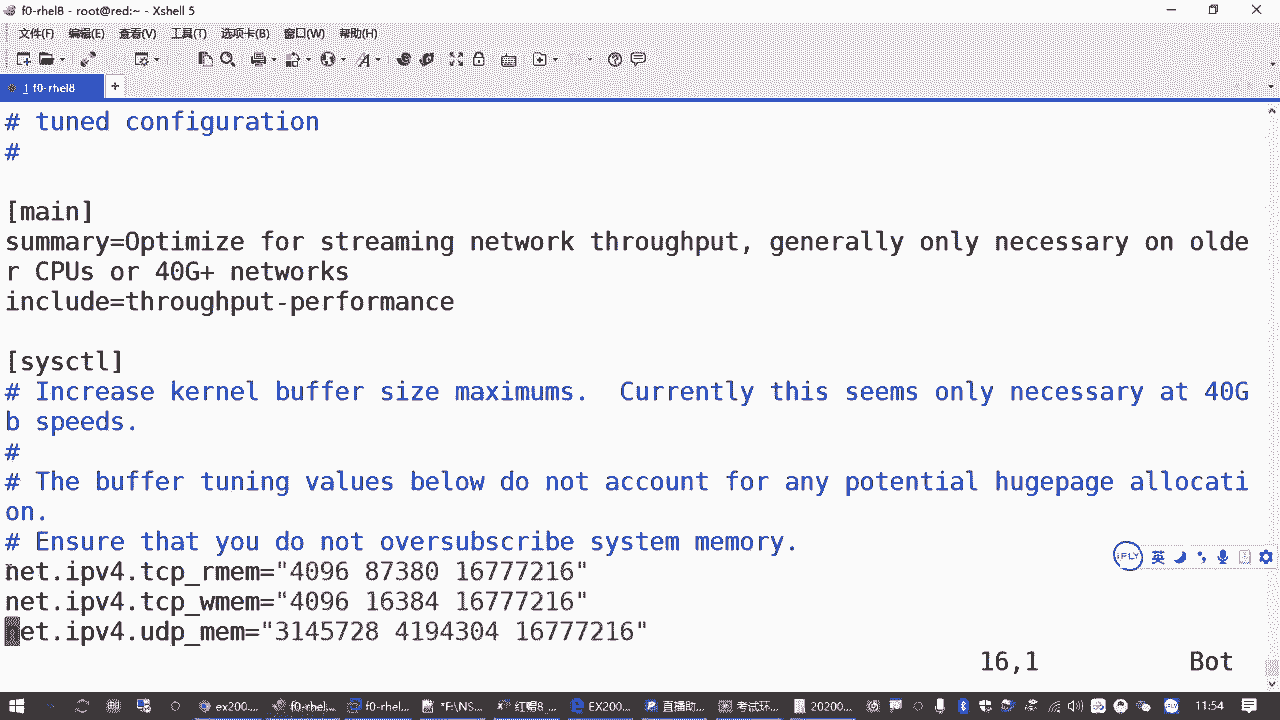 f0-rhel8 - root@red:~ - Xshell 5
文件(F) 编辑(E) 查看(V) 工具(T) 选项卡(B) 窗口(W) 帮助(H)
1 f0-rhel8
# tuned configuration
#
[main]
summary=Optimize for streaming network throughput, generally only necessary on olde
r CPUs or 40G+ networks
include=throughput-performance
[sysctl]
# Increase kernel buffer size maximums.  Currently this seems only necessary at 40G
b speeds.
#
# The buffer tuning values below do not account for any potential hugepage allocati
on.
# Ensure that you do not oversubscribe system memory.
net.ipv4.tcp_rmem="4096 87380 16777216"
net.ipv4.tcp_wmem="4096 16384 16777216"
net.ipv4.udp_mem="3145728 4194304 16777216"
16,1 Bot
iFLY 英
ex200-... f0-rhel... f0-rhel... *F:\NS... 红帽8... EX200... 直播助... 考试环... 20200... 11:54